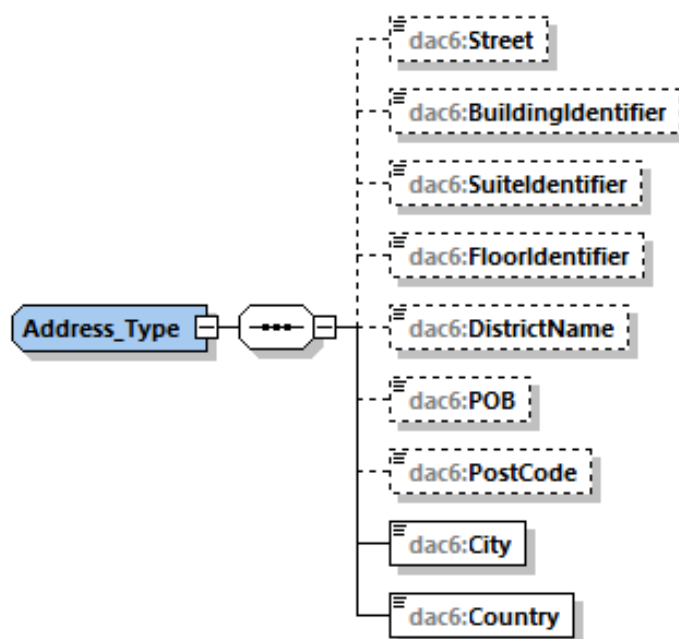 dac6:Street
dac6:BuildingIdentifier
dac6:SuiteIdentifier
dac6:FloorIdentifier
Address_Type
dac6:DistrictName
dac6:POB
dac6:PostCode
dac6:City
dac6:Country